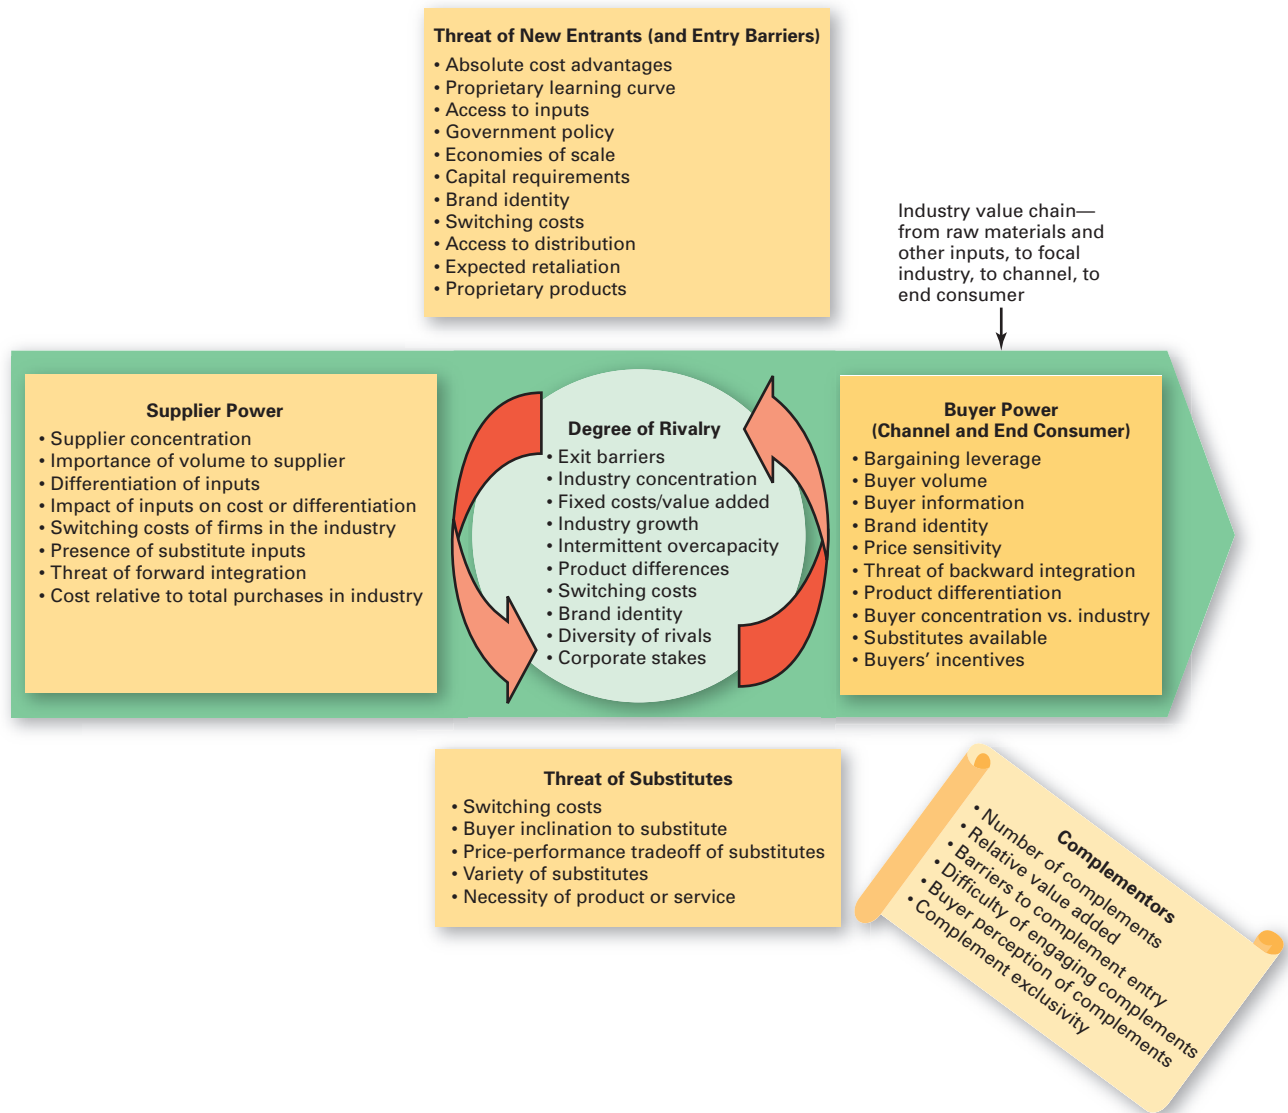 Threat of New Entrants (and Entry Barriers)
• Absolute cost advantages
• Proprietary learning curve
• Access to inputs
• Government policy
• Economies of scale
• Capital requirements
• Brand identity
• Switching costs
• Access to distribution
• Expected retaliation
• Proprietary products
Industry value chain—
from raw materials and
other inputs, to focal
industry, to channel, to
end consumer
Supplier Power
• Supplier concentration
• Importance of volume to supplier
• Differentiation of inputs
• Impact of inputs on cost or differentiation
• Switching costs of firms in the industry
• Presence of substitute inputs
• Threat of forward integration
• Cost relative to total purchases in industry
Degree of Rivalry
• Exit barriers
• Industry concentration
• Fixed costs/value added
• Industry growth
• Intermittent overcapacity
• Product differences
• Switching costs
• Brand identity
• Diversity of rivals
• Corporate stakes
Buyer Power
(Channel and End Consumer)
• Bargaining leverage
• Buyer volume
• Buyer information
• Brand identity
• Price sensitivity
• Threat of backward integration
• Product differentiation
• Buyer concentration vs. industry
• Substitutes available
• Buyers’ incentives
Threat of Substitutes
• Switching costs
• Buyer inclination to substitute
• Price-performance tradeoff of substitutes
• Variety of substitutes
• Necessity of product or service
Complementors
• Number of complements
• Relative value added
• Barriers to complement entry
• Difficulty of engaging complements
• Buyer perception of complements
• Complement exclusivity